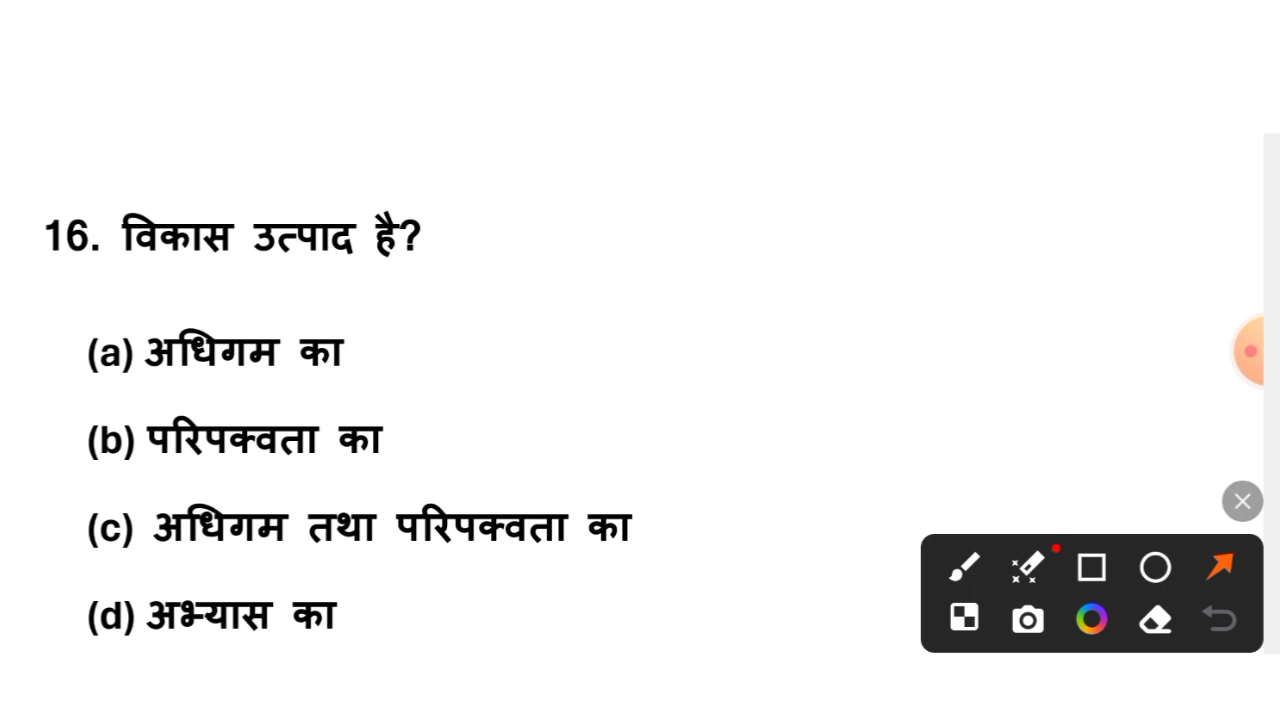 16. विकास उत्पाद है?
(a) अधिगम का
(b) परिपक्वता का
(c) अधिगम तथा परिपक्वता का
(d) अभ्यास का